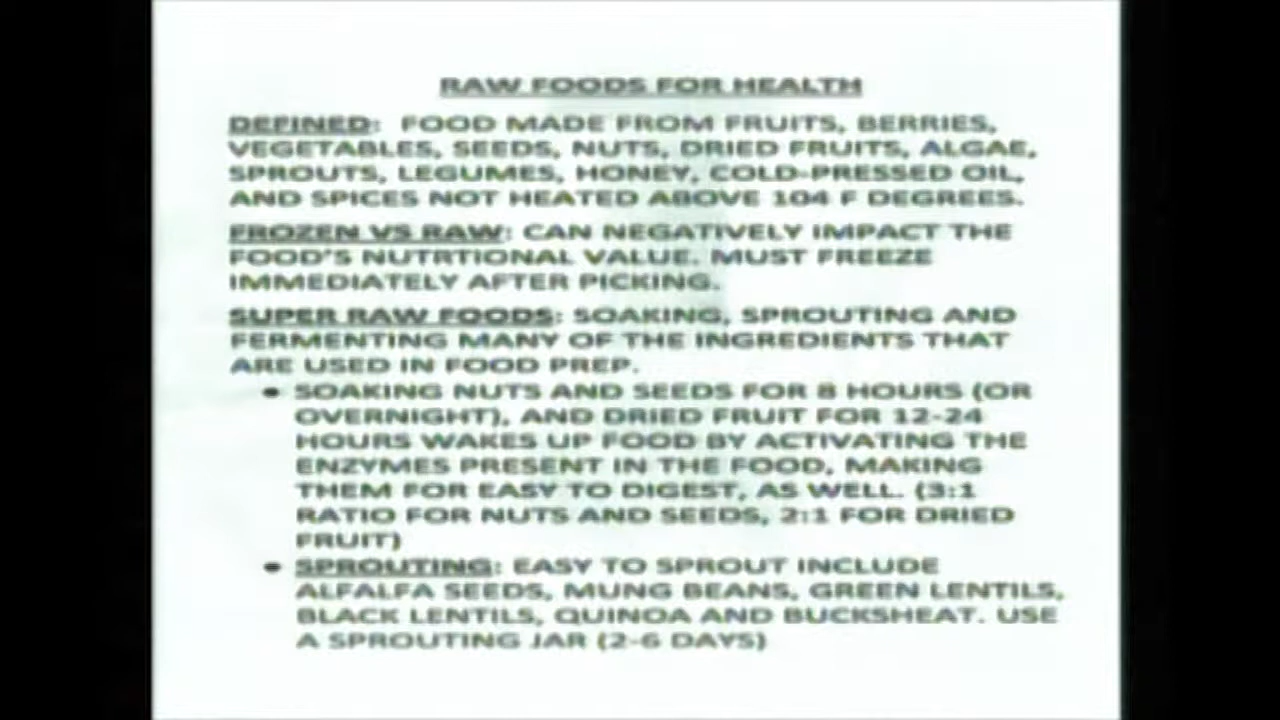 RAW FOODS FOR HEALTH
DEFINED: FOOD MADE FROM FRUITS, BERRIES,
VEGETABLES, SEEDS, NUTS, DRIED FRUITS, ALGAE,
SPROUTS, LEGUMES, HONEY, COLD-PRESSED OIL,
AND SPICES NOT HEATED ABOVE 104 F DEGREES.
FROZEN VS RAW: CAN NEGATIVELY IMPACT THE
FOOD'S NUTRTIONAL VALUE. MUST FREEZE
IMMEDIATELY AFTER PICKING.
SUPER RAW FOODS: SOAKING, SPROUTING AND
FERMENTING MANY OF THE INGREDIENTS THAT
ARE USED IN FOOD PREP.
• SOAKING NUTS AND SEEDS FOR 8 HOURS (OR
OVERNIGHT), AND DRIED FRUIT FOR 12-24
HOURS WAKES UP FOOD BY ACTIVATING THE
ENZYMES PRESENT IN THE FOOD, MAKING
THEM FOR EASY TO DIGEST, AS WELL. (3:1
RATIO FOR NUTS AND SEEDS, 2:1 FOR DRIED
FRUIT)
• SPROUTING: EASY TO SPROUT INCLUDE
ALFALFA SEEDS, MUNG BEANS, GREEN LENTILS,
BLACK LENTILS, QUINOA AND BUCKSHEAT. USE
A SPROUTING JAR (2-6 DAYS)